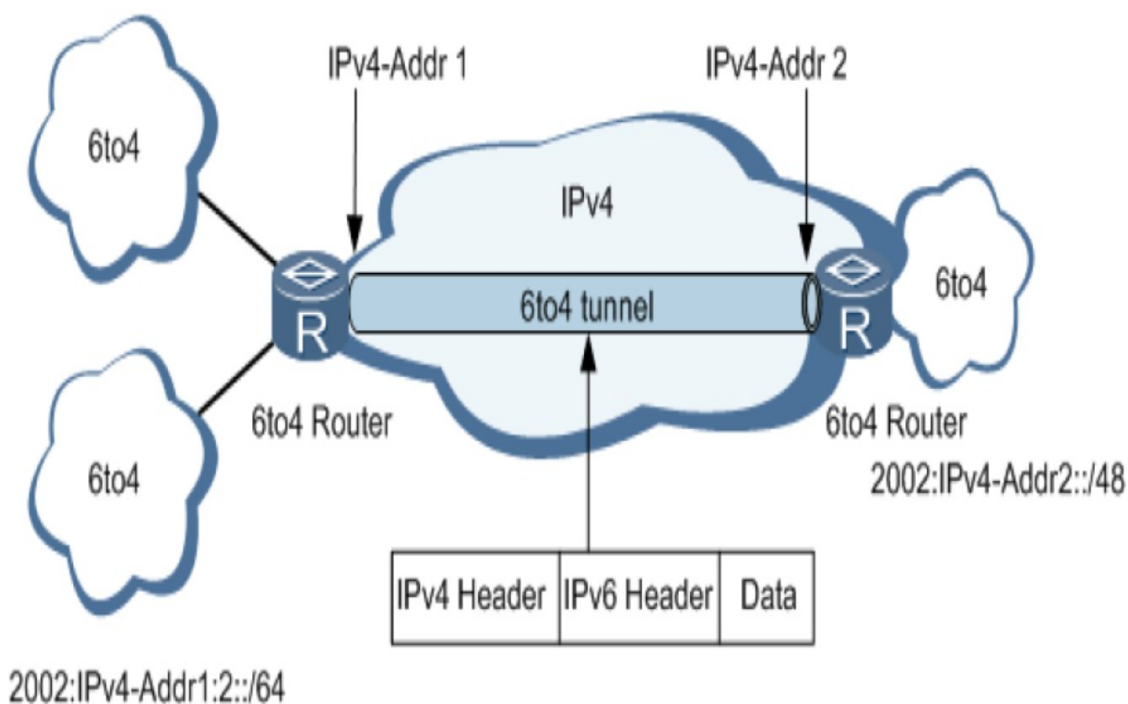 IPv4-Addr 1
IPv4-Addr 2
6to4
IPv4
6to4 tunnel
6to4
R
R
6to4 Router
6to4 Router
2002:IPv4-Addr2::/48
6to4
IPv4 Header
IPv6 Header
Data
2002:IPv4-Addr1:2::/64